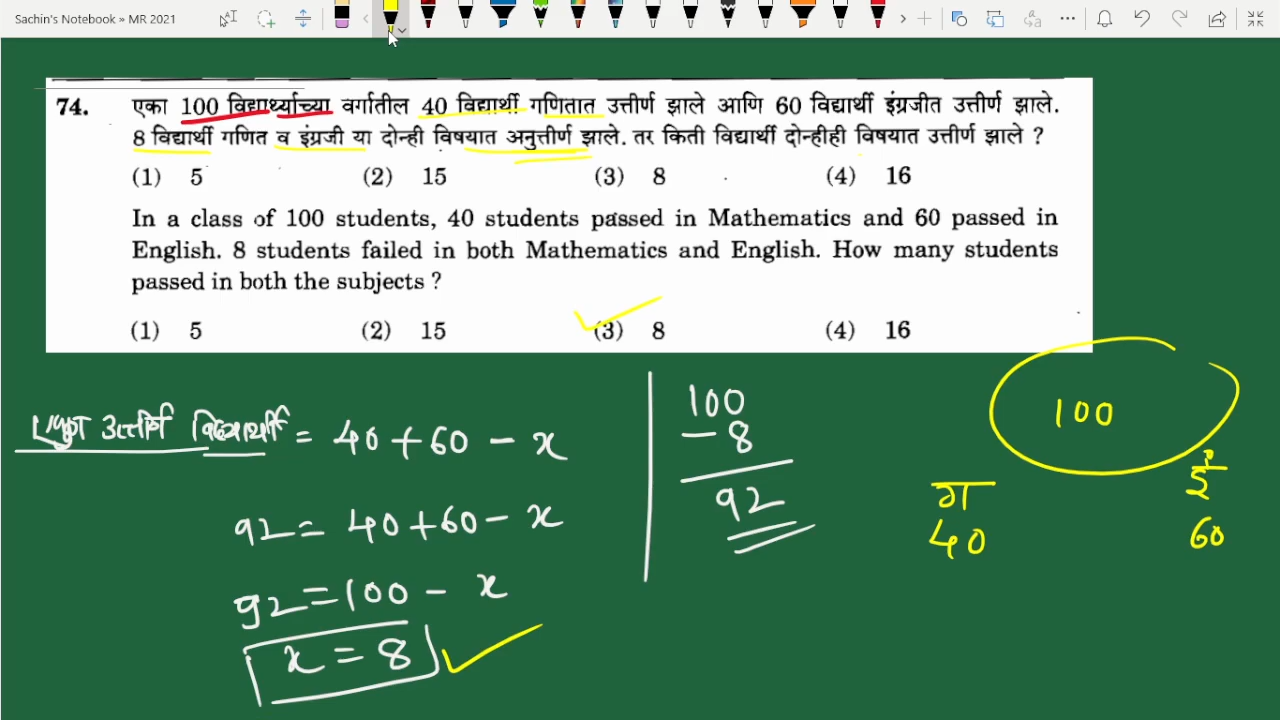 Sachin's Notebook » MR 2021
74. एका 100 विद्यार्थ्यांच्या वर्गातील 40 विद्यार्थी गणितात उत्तीर्ण झाले आणि 60 विद्यार्थी इंग्रजीत उत्तीर्ण झाले.
8 विद्यार्थी गणित व इंग्रजी या दोन्ही विषयात अनुत्तीर्ण झाले. तर किती विद्यार्थी दोन्हीही विषयात उत्तीर्ण झाले ?
(1) 5 (2) 15 (3) 8 (4) 16
In a class of 100 students, 40 students passed in Mathematics and 60 passed in
English. 8 students failed in both Mathematics and English. How many students
passed in both the subjects ?
(1) 5 (2) 15 (3) 8 (4) 16
एकूण उत्तीर्ण विद्यार्थी = 40 + 60 - x
92 = 40 + 60 - x
92 = 100 - x
x = 8
100
- 8
92
100
ग इं
40 60